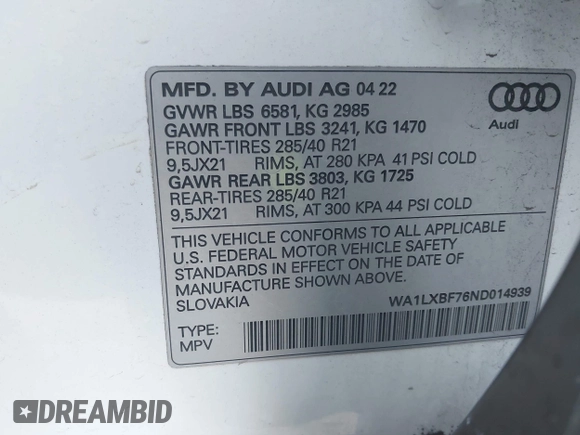 MFD. BY AUDI AG 04 22
GVWR LBS 6581, KG 2985
GAWR FRONT LBS 3241, KG 1470
FRONT-TIRES 285/40 R21
9,5JX21 RIMS, AT 280 KPA 41 PSI COLD
GAWR REAR LBS 3803, KG 1725
REAR-TIRES 285/40 R21
9,5JX21 RIMS, AT 300 KPA 44 PSI COLD
Audi
THIS VEHICLE CONFORMS TO ALL APPLICABLE
U.S. FEDERAL MOTOR VEHICLE SAFETY
STANDARDS IN EFFECT ON THE DATE OF
MANUFACTURE SHOWN ABOVE.
SLOVAKIA WA1LXBF76ND014939
TYPE:
MPV
DREAMBID